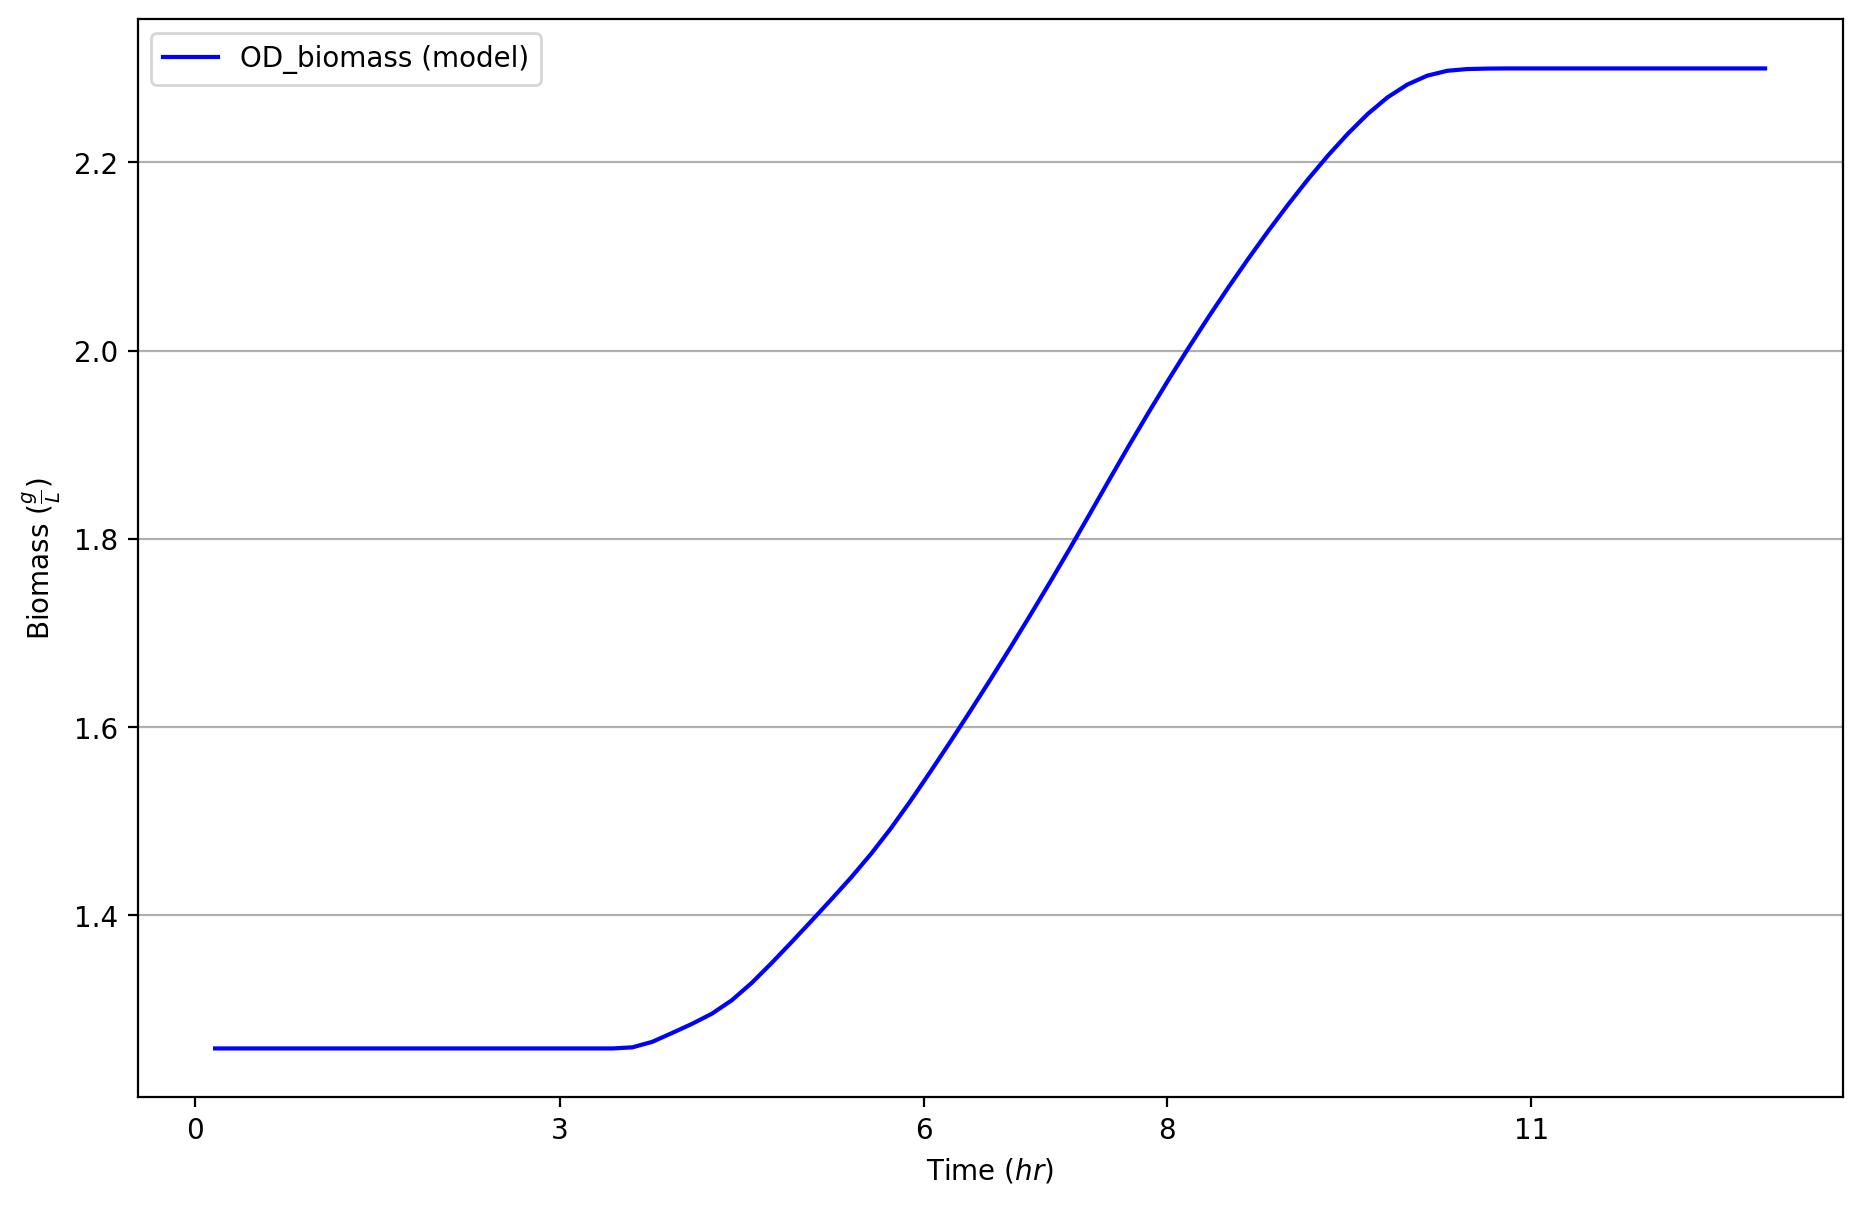 OD_biomass (model)
2.2
2.0
1.8
1.6
1.4
Biomass (g/L)
0 3 6 8 11
Time (hr)